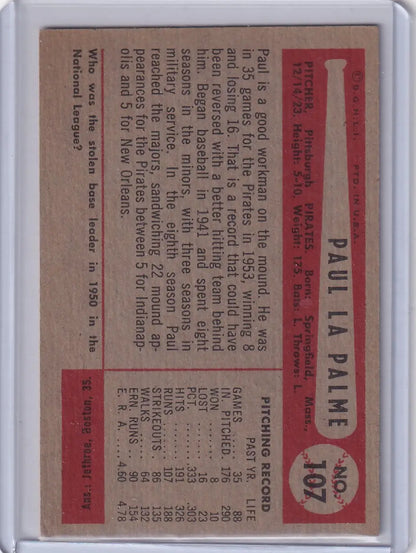 © B.G.H.L.I. PTD. IN U.S.A.
PAUL LA PALME
NO. 107
PITCHER, Pittsburgh PIRATES. Born: Springfield, Mass.,
12/14/23. Height: 5-10, Weight: 175. Bats: L. Throws: L.
Paul is a good workman on the mound. He was
in 35 games for the Pirates in 1953, winning 8
and losing 16. That is a record that could have
been reversed with a better hitting team behind
him. Began baseball in 1941 and spent eight
seasons in the minors, with three seasons in
military service. In the eighth season Paul
reached the majors, sandwiching 22 mound ap-
pearances for the Pirates between 5 for Indianap-
olis and 5 for New Orleans.
PITCHING RECORD
PAST YR. LIFE
GAMES 35 88
IN PITCHED 176 290
WON 8 10
LOST 16 23
PCT. .333 .303
HITS 191 326
RUNS 107 188
STRIKEOUTS 86 138
WALKS 64 132
ERN. RUNS 90 154
E. R. A. 4.60 4.78
Who was the stolen base leader in 1950 in the
National League?
Ans: Jethroe, Boston, 35.